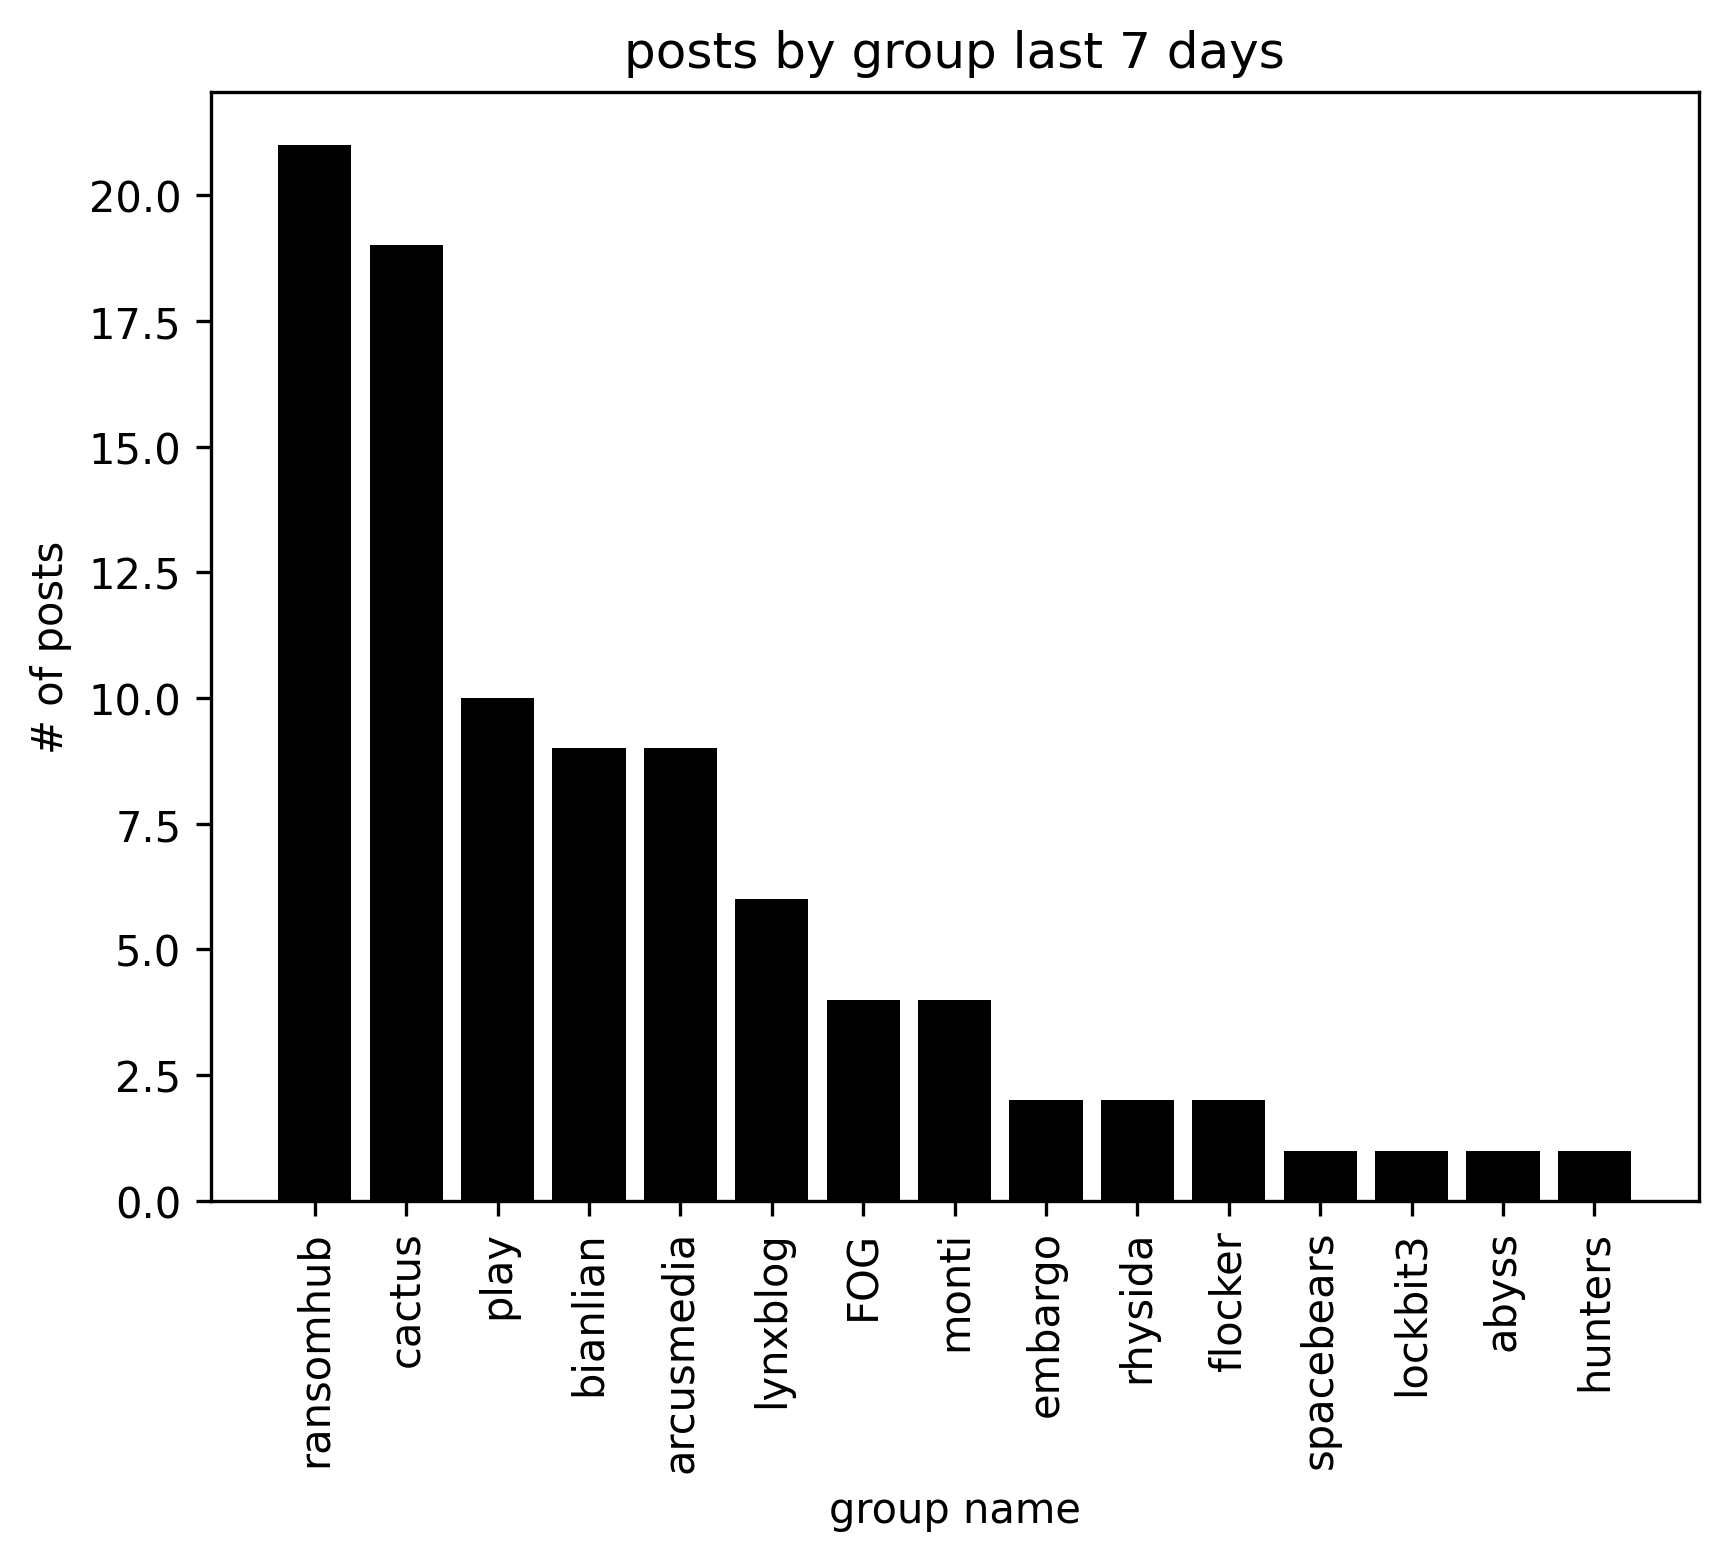 posts by group last 7 days
# of posts
20.0
17.5
15.0
12.5
10.0
7.5
5.0
2.5
0.0
ransomhub
cactus
play
bianlian
arcusmedia
lynxblog
FOG
monti
embargo
rhysida
flocker
spacebears
lockbit3
abyss
hunters
group name